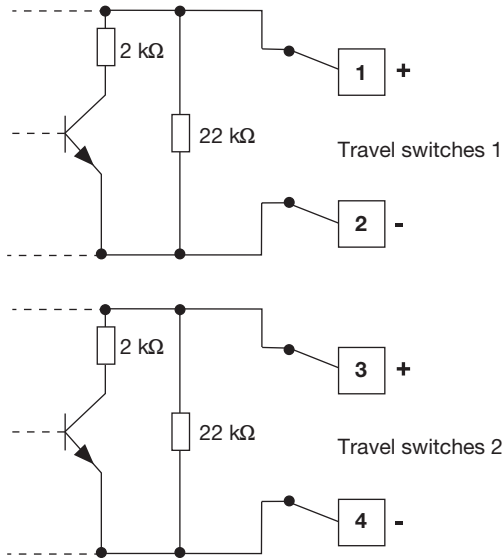 2 kΩ
1 +
22 kΩ
Travel switches 1
2 -
2 kΩ
3 +
22 kΩ
Travel switches 2
4 -